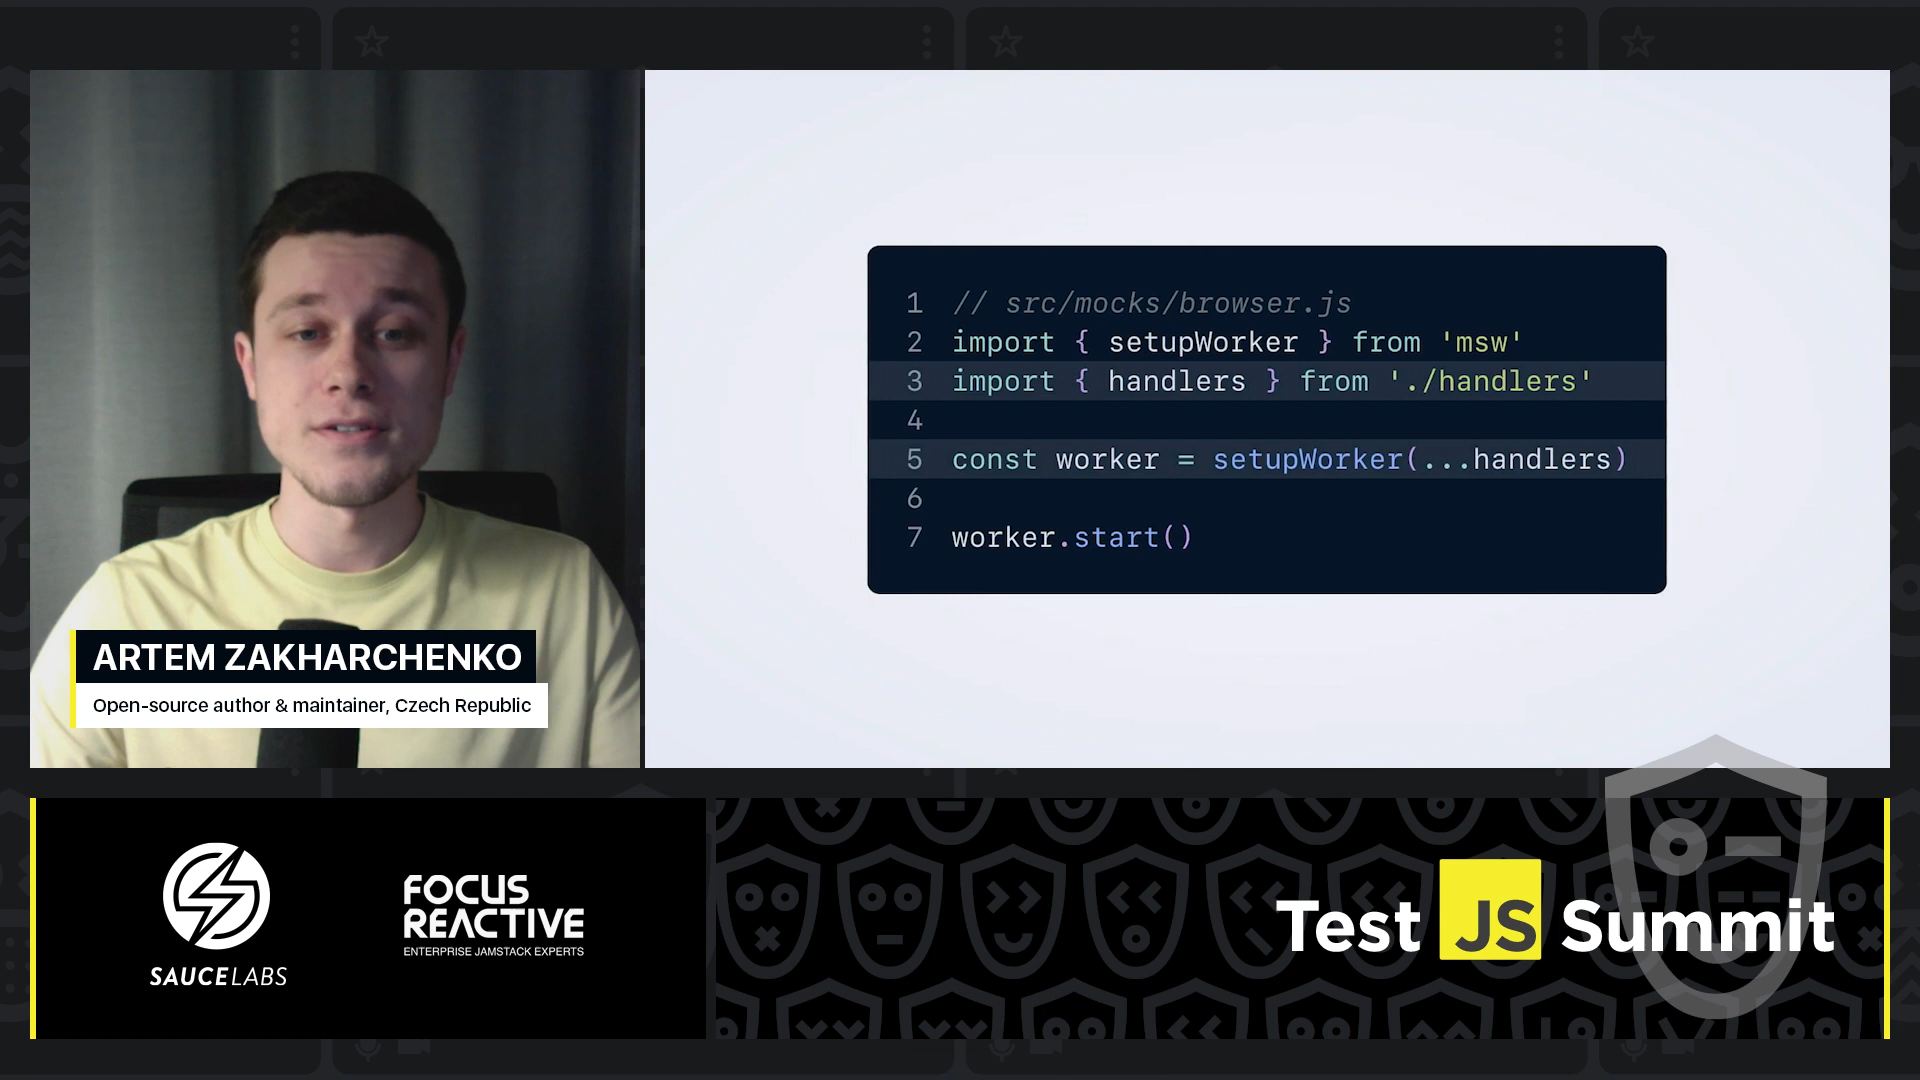 ARTEM ZAKHARCHENKO
Open-source author & maintainer, Czech Republic
1 // src/mocks/browser.js
2 import { setupWorker } from 'msw'
3 import { handlers } from './handlers'
4
5 const worker = setupWorker(...handlers)
6
7 worker.start()
SAUCELABS
FOCUS
REACTIVE
ENTERPRISE JAMSTACK EXPERTS
Test JS Summit